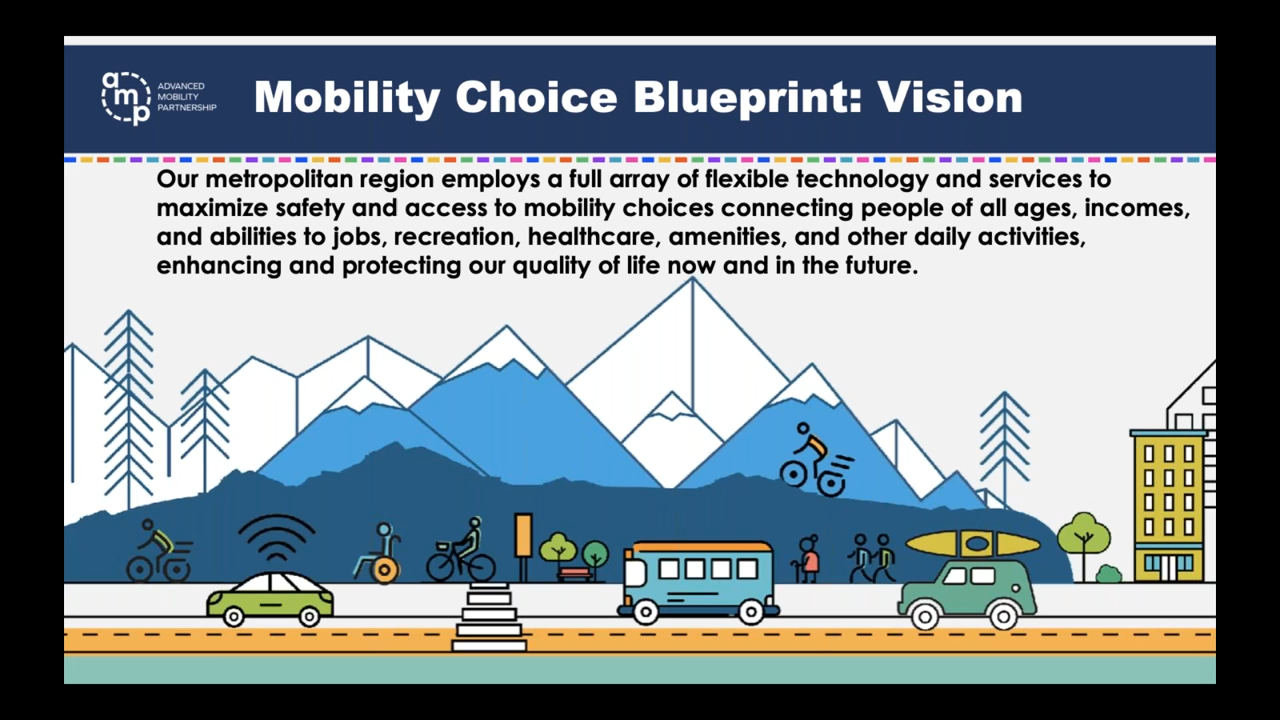 amp
ADVANCED
MOBILITY
PARTNERSHIP
Mobility Choice Blueprint: Vision
Our metropolitan region employs a full array of flexible technology and services to
maximize safety and access to mobility choices connecting people of all ages, incomes,
and abilities to jobs, recreation, healthcare, amenities, and other daily activities,
enhancing and protecting our quality of life now and in the future.